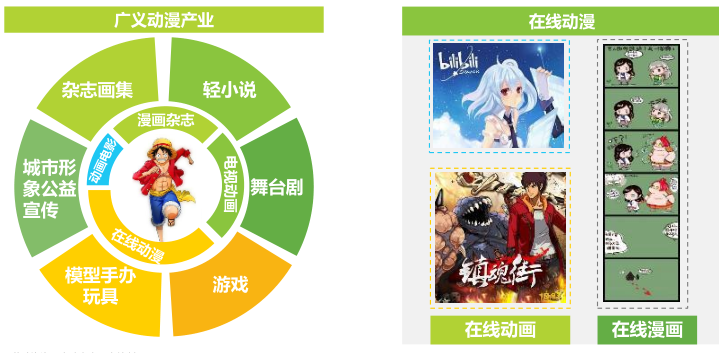 广义动漫产业
杂志画集
轻小说
漫画杂志
动画电影
电视动画
城市形
象公益
宣传
舞台剧
在线动漫
模型手办
玩具
游戏
在线动漫
bilibili
镇魂街
在线动画
在线漫画